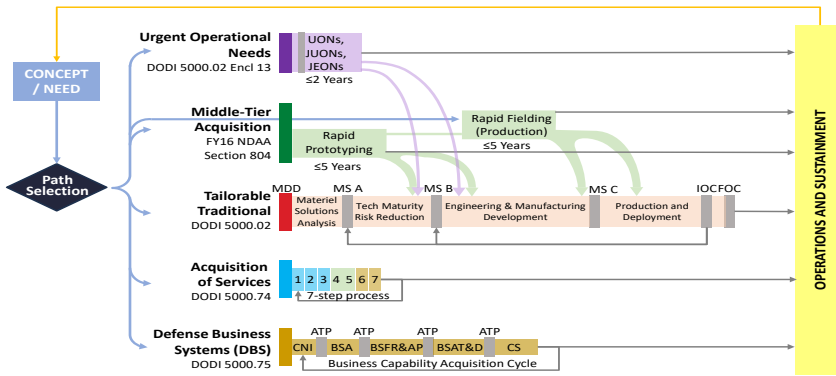 CONCEPT
/ NEED
Path
Selection
Urgent Operational
Needs
DODI 5000.02 Encl 13
UONs,
JUONs,
JEONs
≤2 Years
Middle-Tier
Acquisition
FY16 NDAA
Section 804
Rapid
Prototyping
≤5 Years
Rapid Fielding
(Production)
≤5 Years
Tailorable
Traditional
DODI 5000.02
MDD
MS A
MS B
MS C
IOC
FOC
Materiel
Solutions
Analysis
Tech Maturity
Risk Reduction
Engineering & Manufacturing
Development
Production and
Deployment
Acquisition
of Services
DODI 5000.74
1 2 3 4 5 6 7
7-step process
Defense Business
Systems (DBS)
DODI 5000.75
ATP ATP ATP ATP
CNI BSA BSFR&AP BSAT&D CS
Business Capability Acquisition Cycle
OPERATIONS AND SUSTAINMENT